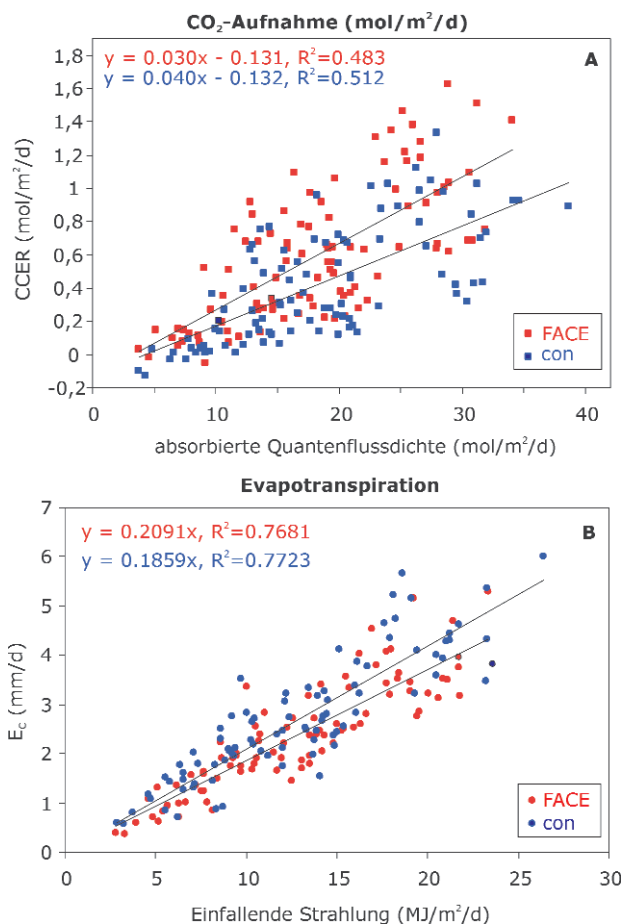 CO₂-Aufnahme (mol/m²/d)
y = 0.030x - 0.131, R²=0.483
y = 0.040x - 0.132, R²=0.512
A
1,8
1,6
1,4
1,2
1
0.8
0.6
0.4
0.2
0
-0,2
CCER (mol/m²/d)
FACE
con
0 10 20 30 40
absorbierte Quantenflussdichte (mol/m²/d)
Evapotranspiration
y = 0.2091x, R²=0.7681
y = 0.1859x, R²=0.7723
B
7
6
5
4
3
2
1
0
E_C (mm/d)
FACE
con
0 5 10 15 20 25 30
Einfallende Strahlung (MJ/m²/d)